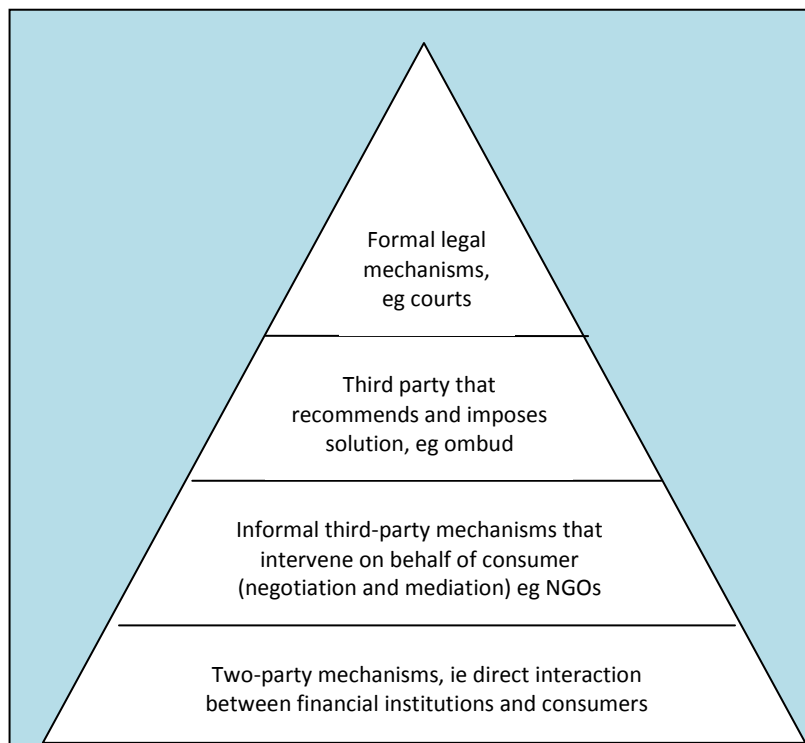 Formal legal
mechanisms,
eg courts
Third party that
recommends and imposes
solution, eg ombud
Informal third-party mechanisms that
intervene on behalf of consumer
(negotiation and mediation) eg NGOs
Two-party mechanisms, ie direct interaction
between financial institutions and consumers